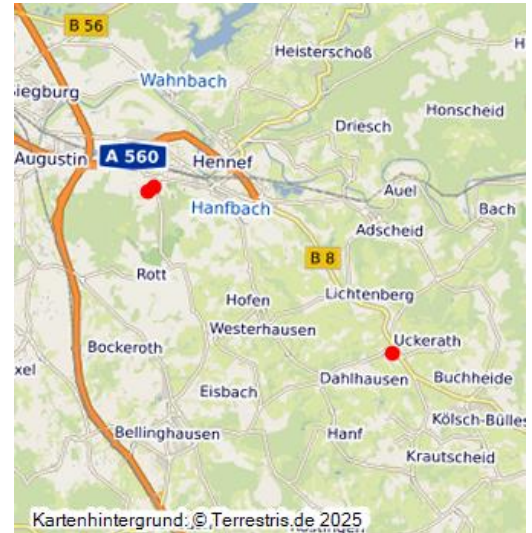 B 56
Heisterschoß
Wahnbach
Siegburg
Honscheid
Driesch
Augustin
A 560
Hennef
Auel
Hanfbach
Bach
Adscheid
B 8
Rott
Lichtenberg
Hofen
Westerhausen
Uckerath
Bockeroth
xel
Dahlhausen
Buchheide
Eisbach
Kölsch-Bülles
Bellinghausen
Hanf
Krautscheid
Kartenhintergrund: © Terrestris.de 2025